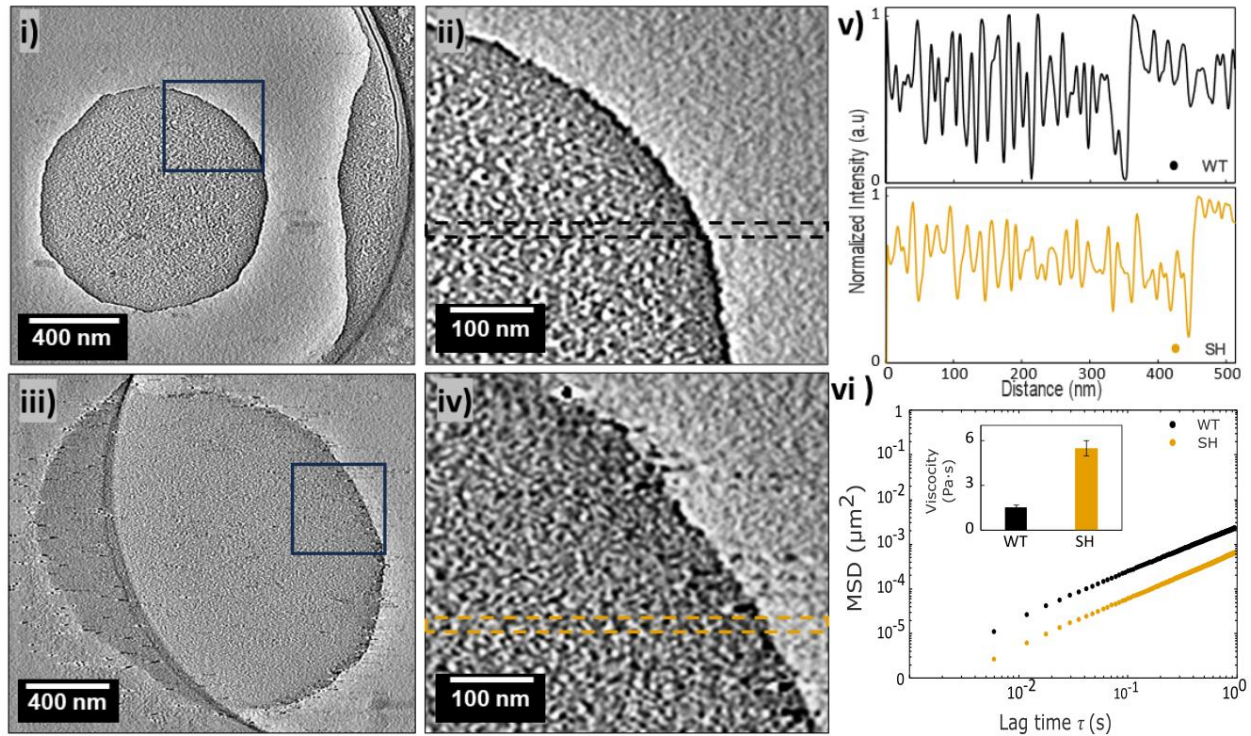 i)
400 nm
ii)
100 nm
iii)
400 nm
iv)
100 nm
v)
Normalized Intensity (a.u)
1
0
WT
1
0
SH
0 100 200 300 400 500
Distance (nm)
vi )
MSD (µm²)
1
10⁻¹
10⁻²
10⁻³
10⁻⁴
10⁻⁵
0
WT
SH
Viscocity
(Pa·s)
6
3
0
WT SH
10⁻² 10⁻¹ 10⁰
Lag time τ (s)